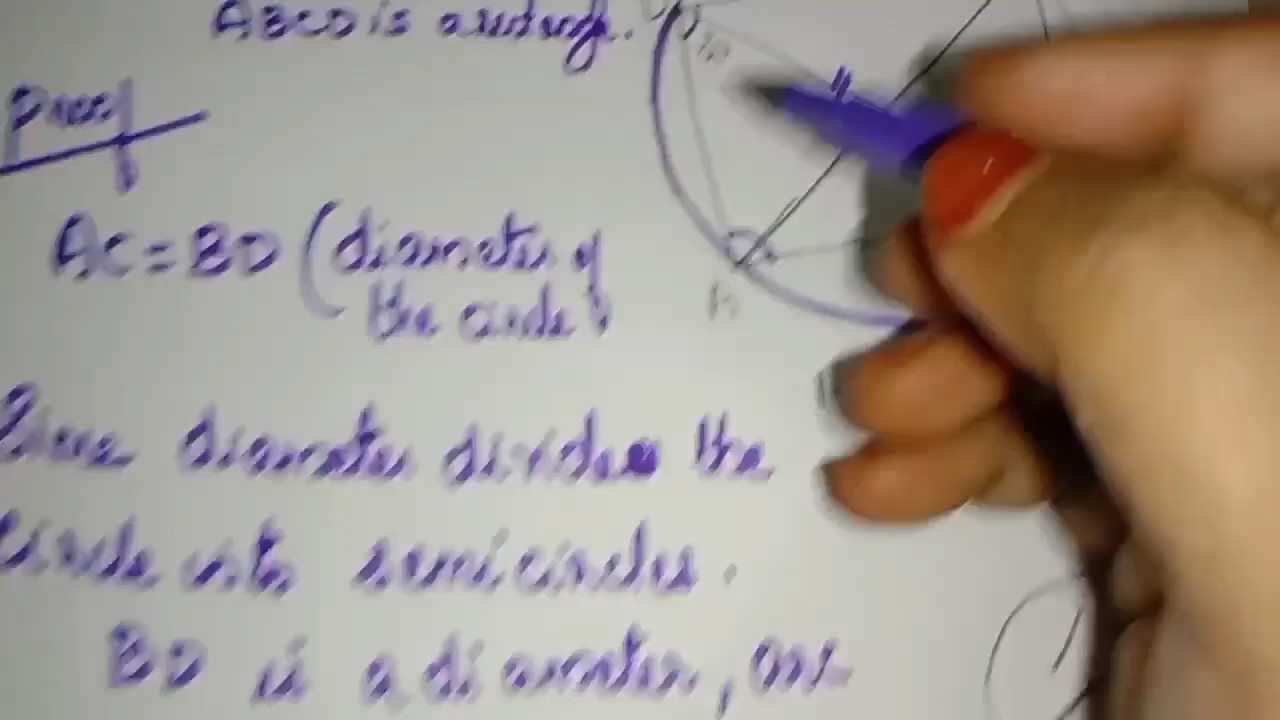 ABCD is a rectangle.
Proof
AC = BD (diameter of
the circle)
Since diameter divides the
circle into semicircles.
BD is a diameter, arc
A